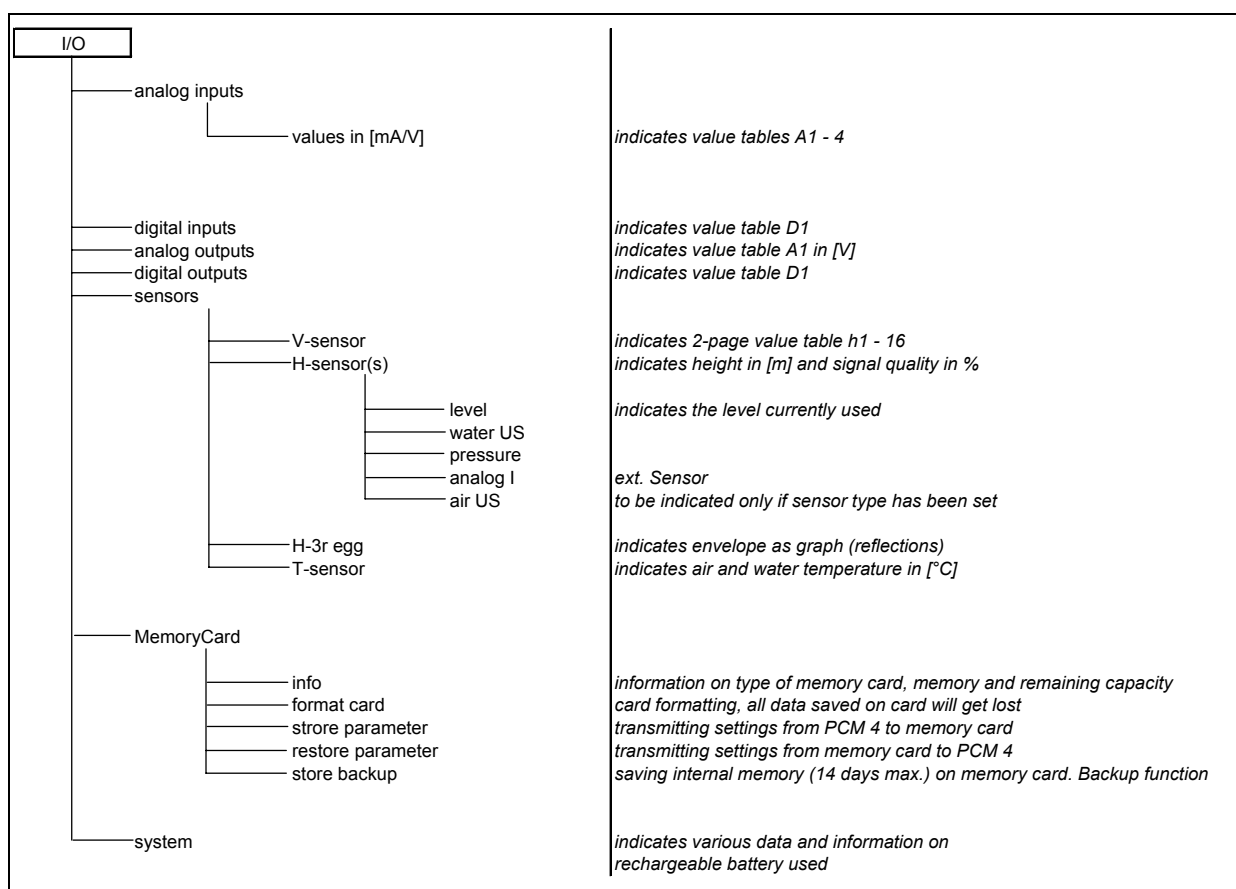 I/O
analog inputs
values in [mA/V] indicates value tables A1 - 4
digital inputs indicates value table D1
analog outputs indicates value table A1 in [V]
digital outputs indicates value table D1
sensors
V-sensor indicates 2-page value table h1 - 16
H-sensor(s) indicates height in [m] and signal quality in %
level indicates the level currently used
water US
pressure
analog I ext. Sensor
air US to be indicated only if sensor type has been set
H-3r egg indicates envelope as graph (reflections)
T-sensor indicates air and water temperature in [°C]
MemoryCard
info information on type of memory card, memory and remaining capacity
format card card formatting, all data saved on card will get lost
strore parameter transmitting settings from PCM 4 to memory card
restore parameter transmitting settings from memory card to PCM 4
store backup saving internal memory (14 days max.) on memory card. Backup function
system indicates various data and information on
rechargeable battery used